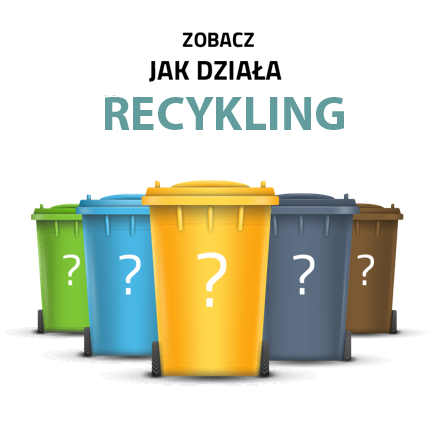 ZOBACZ
JAK DZIAŁA
RECYKLING
? ? ? ? ?